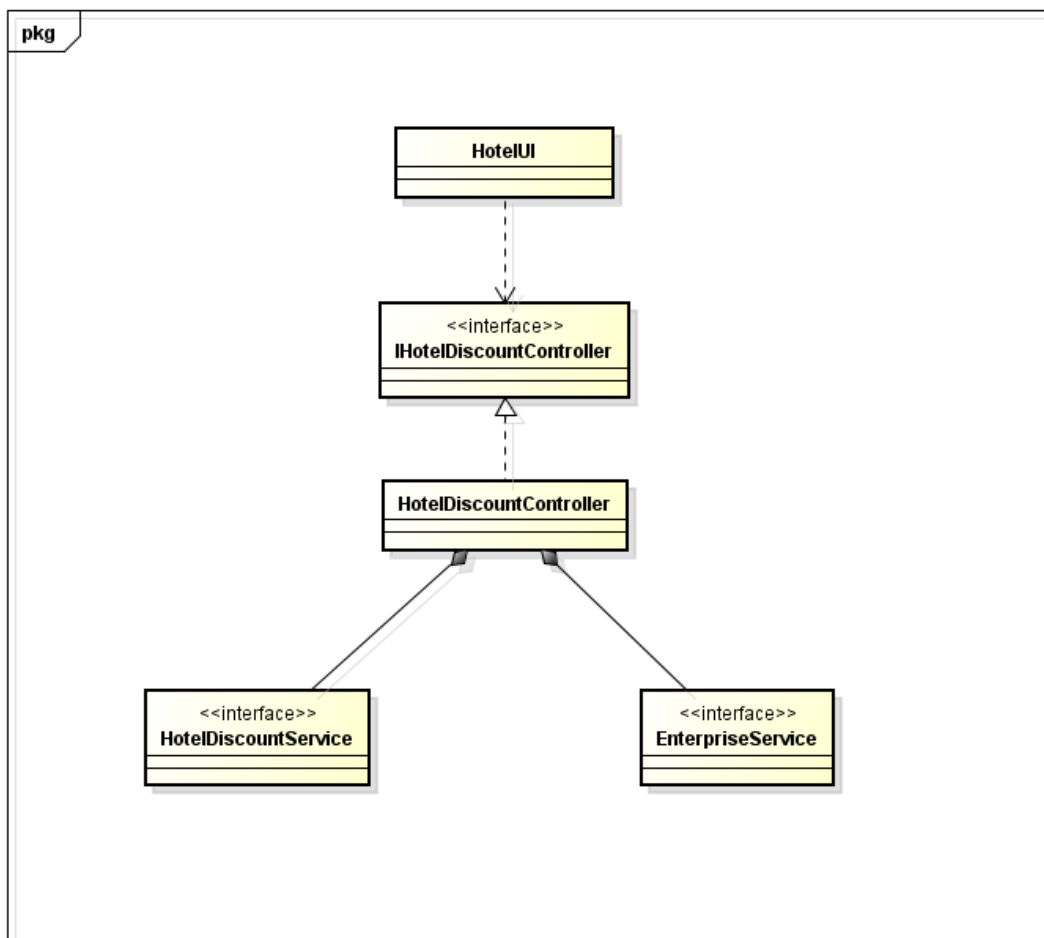 pkg
HotelUI
<<interface>>
IHotelDiscountController
HotelDiscountController
<<interface>>
HotelDiscountService
<<interface>>
EnterpriseService